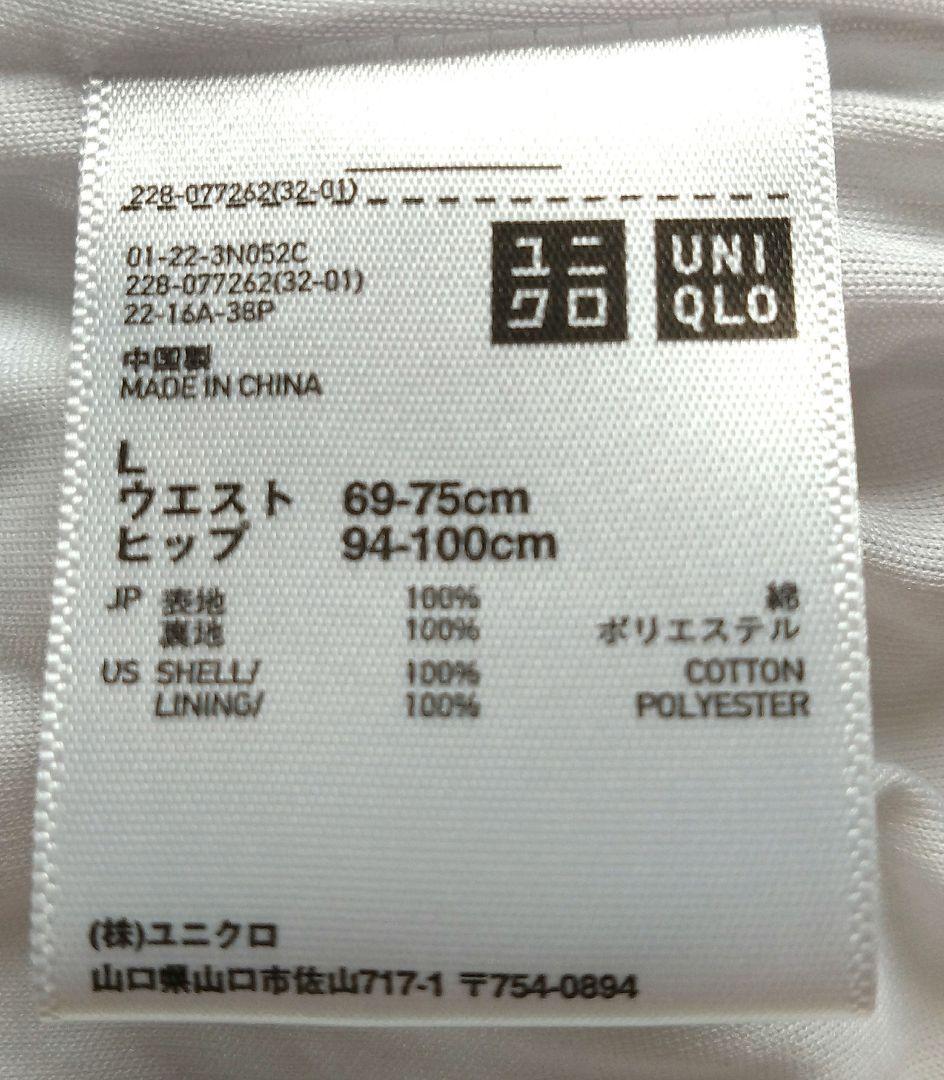 228-077262(32-01)
01-22-3N052C
228-077262(32-01)
22-16A-38P
ユニ
クロ
UNI
QLO
中国製
MADE IN CHINA
L
ウエスト 69-75cm
ヒップ 94-100cm
JP 表地 100% 綿
裏地 100% ポリエステル
US SHELL/ 100% COTTON
LINING/ 100% POLYESTER
(株)ユニクロ
山口県山口市佐山717-1 〒754-0894